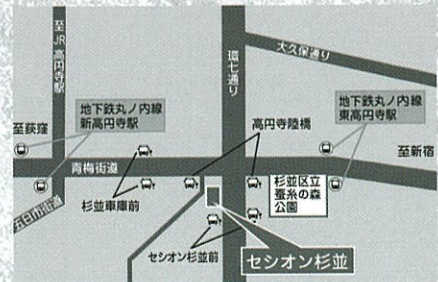 至JR高円寺駅
環七通り
大久保通り
地下鉄丸ノ内線
新高円寺駅
地下鉄丸ノ内線
東高円寺駅
至荻窪
高円寺陸橋
至新宿
青梅街道
五日市街道
杉並車庫前
杉並区立
蚕糸の森
公園
セシオン杉並前
セシオン杉並